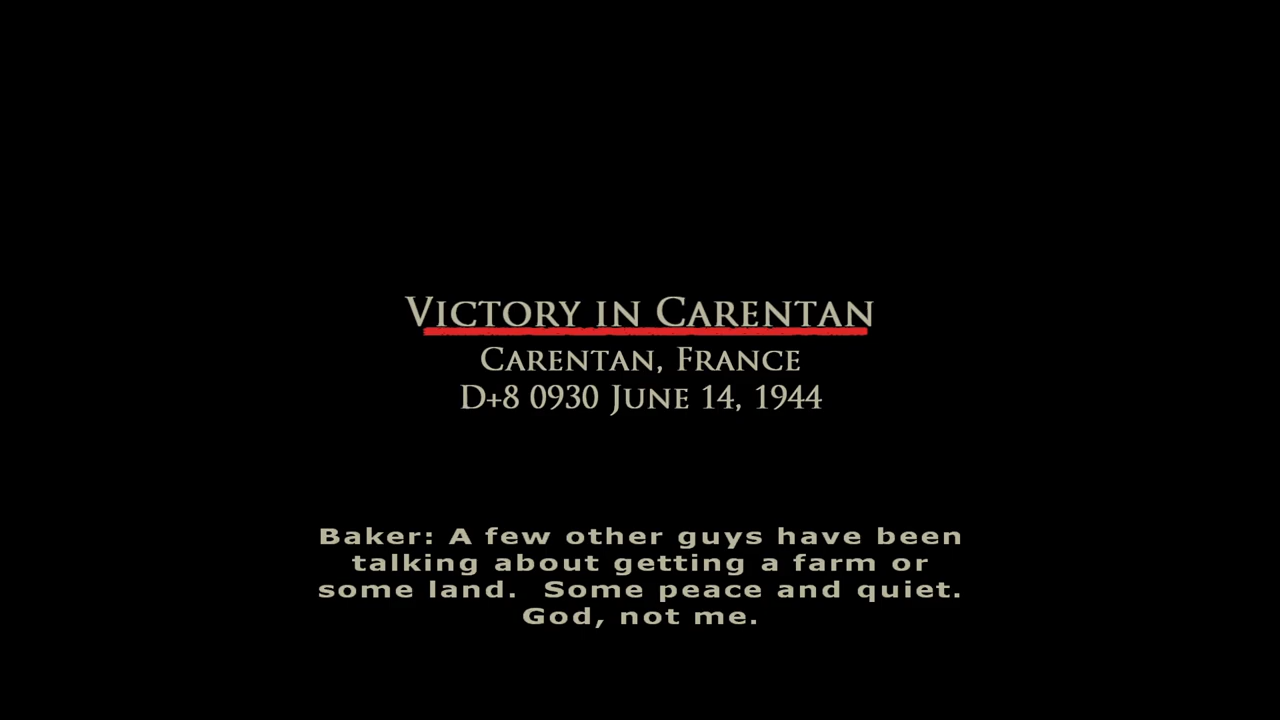 Victory in Carentan
Carentan, France
D+8 0930 June 14, 1944
Baker: A few other guys have been
talking about getting a farm or
some land.  Some peace and quiet.
God, not me.